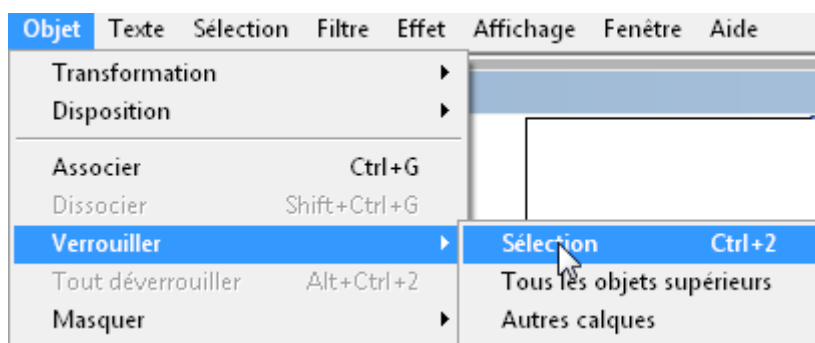 Objet Texte Sélection Filtre Effet Affichage Fenêtre Aide
Transformation
Disposition
Associer Ctrl+G
Dissocier Shift+Ctrl+G
Verrouiller
Sélection Ctrl+2
Tout déverrouiller Alt+Ctrl+2
Tous les objets supérieurs
Masquer
Autres calques